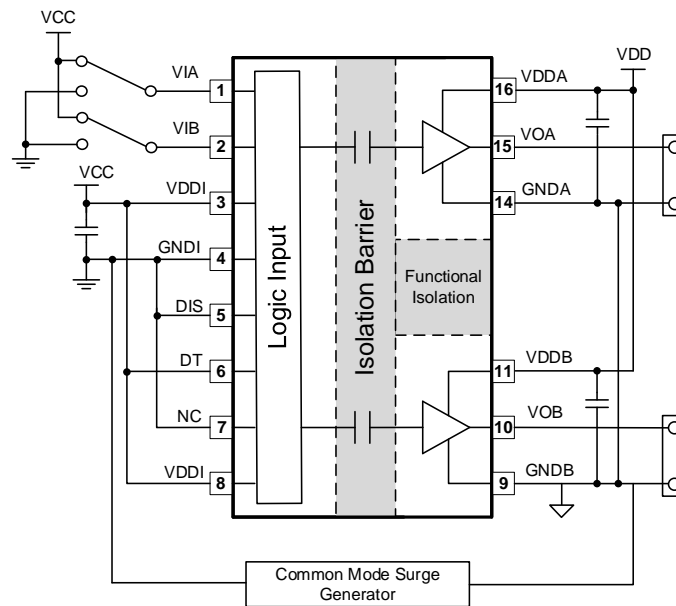 VCC
VIA
1
VIB
2
VCC
VDDI
3
GNDI
4
DIS
5
DT
6
NC
7
VDDI
8
Logic Input
Isolation Barrier
Functional
Isolation
VDD
16
VDDA
15
VOA
14
GNDA
11
VDDB
10
VOB
9
GNDB
Common Mode Surge
Generator